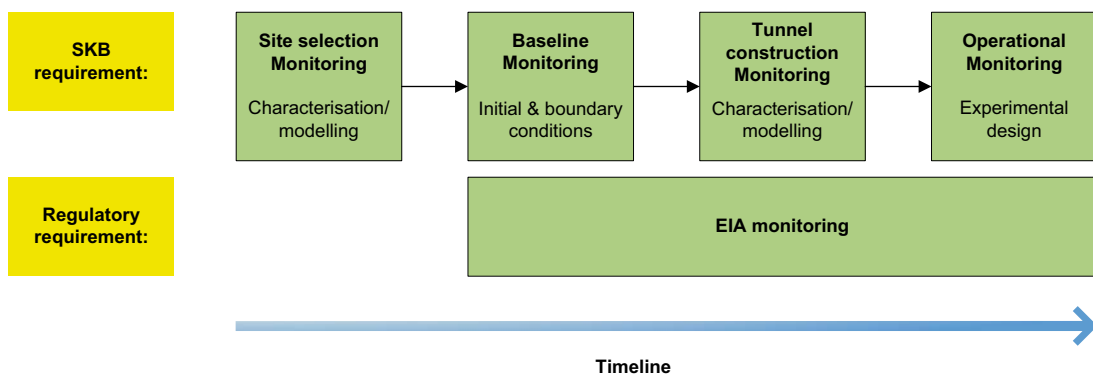 SKB
requirement:
Site selection
Monitoring
Characterisation/
modelling
Baseline
Monitoring
Initial & boundary
conditions
Tunnel
construction
Monitoring
Characterisation/
modelling
Operational
Monitoring
Experimental
design
Regulatory
requirement:
EIA monitoring
Timeline